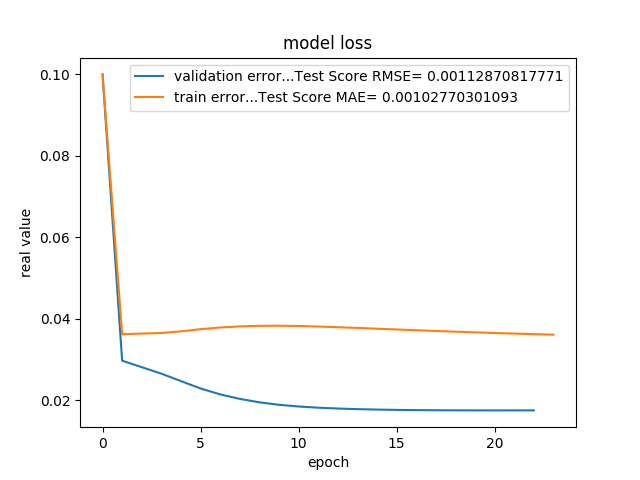 model loss
validation error...Test Score RMSE= 0.00112870817771
train error...Test Score MAE= 0.00102770301093
real value
0.10
0.08
0.06
0.04
0.02
0
5
10
15
20
epoch